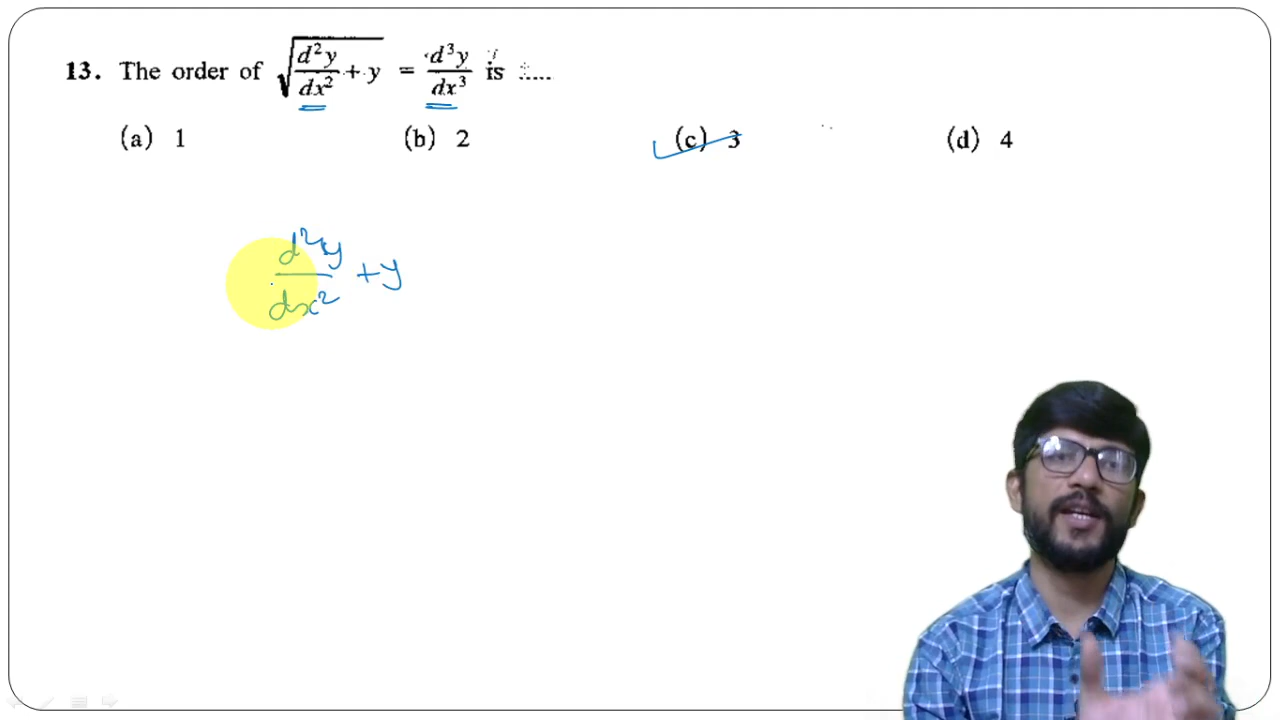 13. The order of √(d²y/dx² + y) = d³y/dx³ is .....
(a) 1 (b) 2 (c) 3 (d) 4
d²y/dx² + y